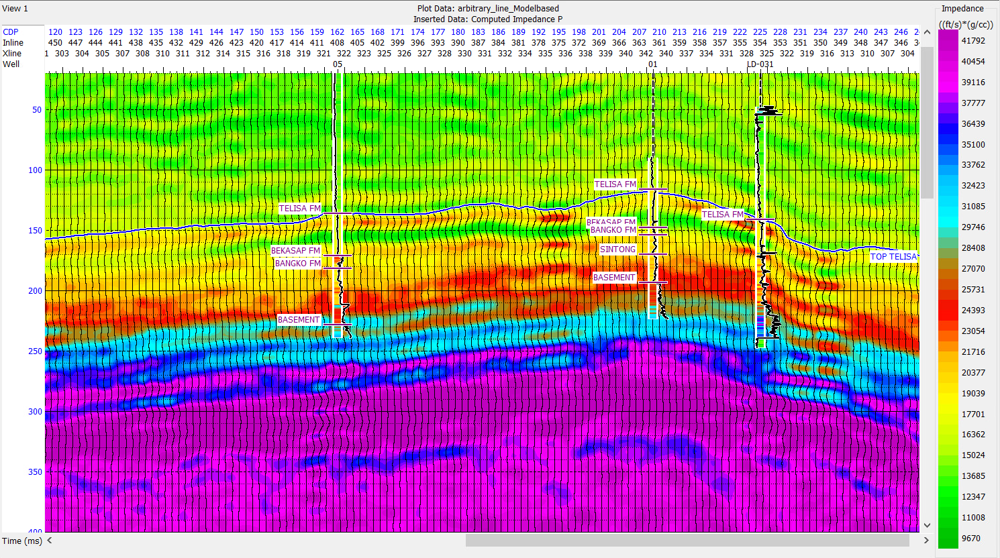 View 1
Plot Data: arbitrary_line_Modelbased
Inserted Data: Computed Impedance P
Impedance
((ft/s)*(g/cc))
CDP 120 123 126 129 132 135 138 141 144 147 150 153 156 159 162 165 168 171 174 177 180 183 186 189 192 195 198 201 204 207 210 213 216 219 222 225 228 231 234 237 240 243 246 2
Inline 450 447 444 441 438 435 432 429 426 423 420 417 414 411 408 405 402 399 396 393 390 387 384 381 378 375 372 369 366 363 361 359 358 357 355 354 353 352 351 350 348 347 346 3
Xline 1 303 304 305 307 308 310 311 312 314 315 316 318 319 321 322 323 325 326 327 329 330 331 333 334 335 336 338 339 340 342 340 337 334 331 328 325 322 319 316 313 310 307 304
Well 05 01 LD-031
50
100
150
200
250
300
350
400
TELISA FM
TELISA FM
TELISA FM
BEKASAP FM
BANGKO FM
SINTONG
BEKASAP FM
TOP TELISA
BANGKO FM
BASEMENT
BASEMENT
Time (ms)
41792
40454
39116
37777
36439
35100
33762
32423
31085
29746
28408
27070
25731
24393
23054
21716
20377
19039
17701
16362
15024
13685
12347
11008
9670